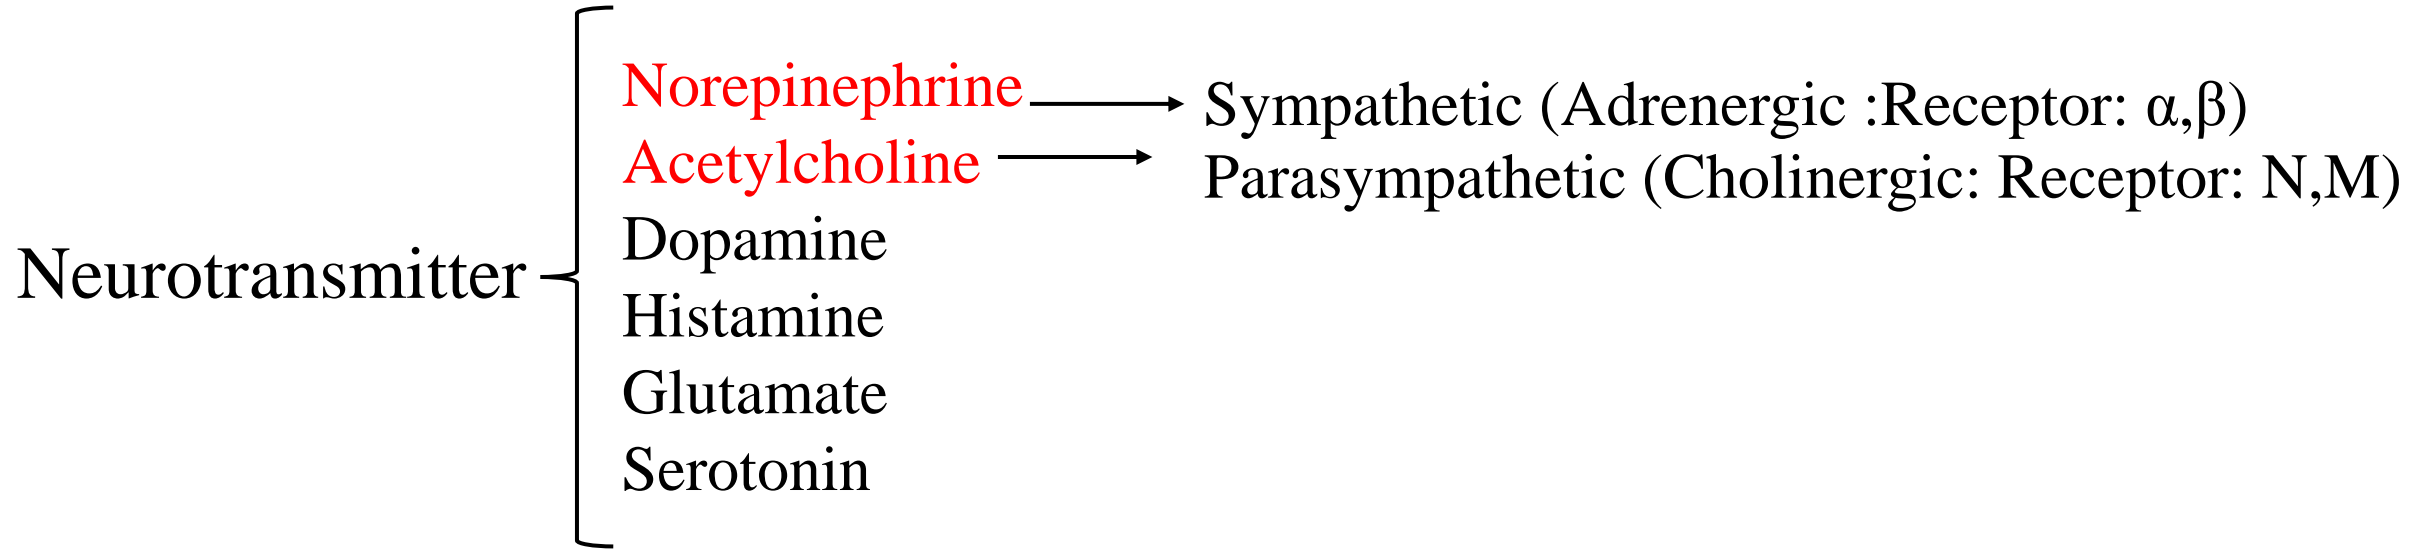 Neurotransmitter
Norepinephrine
Acetylcholine
Dopamine
Histamine
Glutamate
Serotonin
Sympathetic (Adrenergic :Receptor: α,β)
Parasympathetic (Cholinergic: Receptor: N,M)